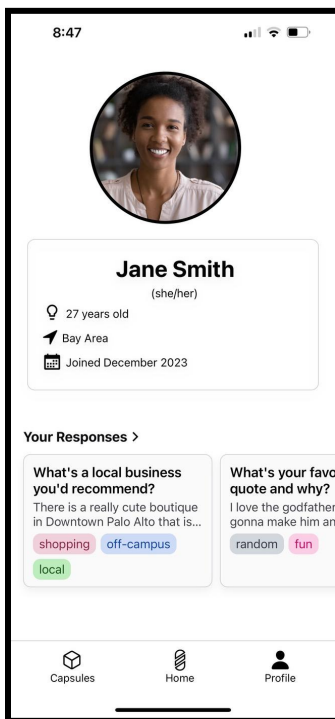 8:47
Jane Smith
(she/her)
27 years old
Bay Area
Joined December 2023
Your Responses >
What's a local business
you'd recommend?
There is a really cute boutique
in Downtown Palo Alto that is...
shopping off-campus
local
What's your favo
quote and why?
I love the godfather
gonna make him an
random fun
Capsules Home Profile